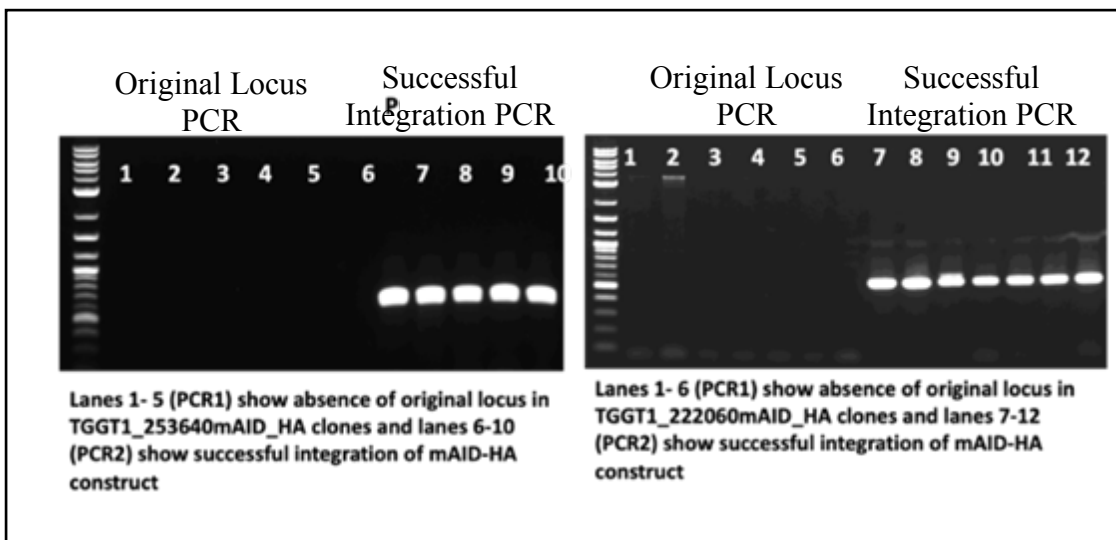 Original Locus
PCR
Successful
Integration PCR
P
1 2 3 4 5 6 7 8 9 10
Lanes 1- 5 (PCR1) show absence of original locus in
TGGT1_253640mAID_HA clones and lanes 6-10
(PCR2) show successful integration of mAID-HA
construct
Original Locus
PCR
Successful
Integration PCR
1 2 3 4 5 6 7 8 9 10 11 12
Lanes 1- 6 (PCR1) show absence of original locus in
TGGT1_222060mAID_HA clones and lanes 7-12
(PCR2) show successful integration of mAID-HA
construct